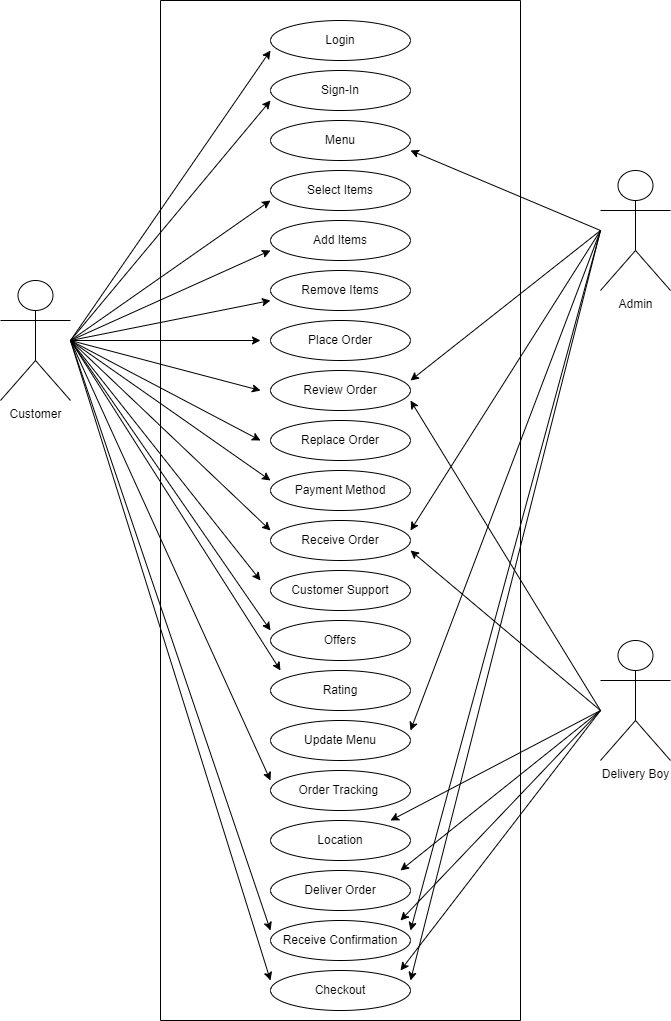 Login
Sign-In
Menu
Select Items
Add Items
Remove Items
Place Order
Review Order
Replace Order
Payment Method
Receive Order
Customer Support
Offers
Rating
Update Menu
Order Tracking
Location
Deliver Order
Receive Confirmation
Checkout
Customer
Admin
Delivery Boy